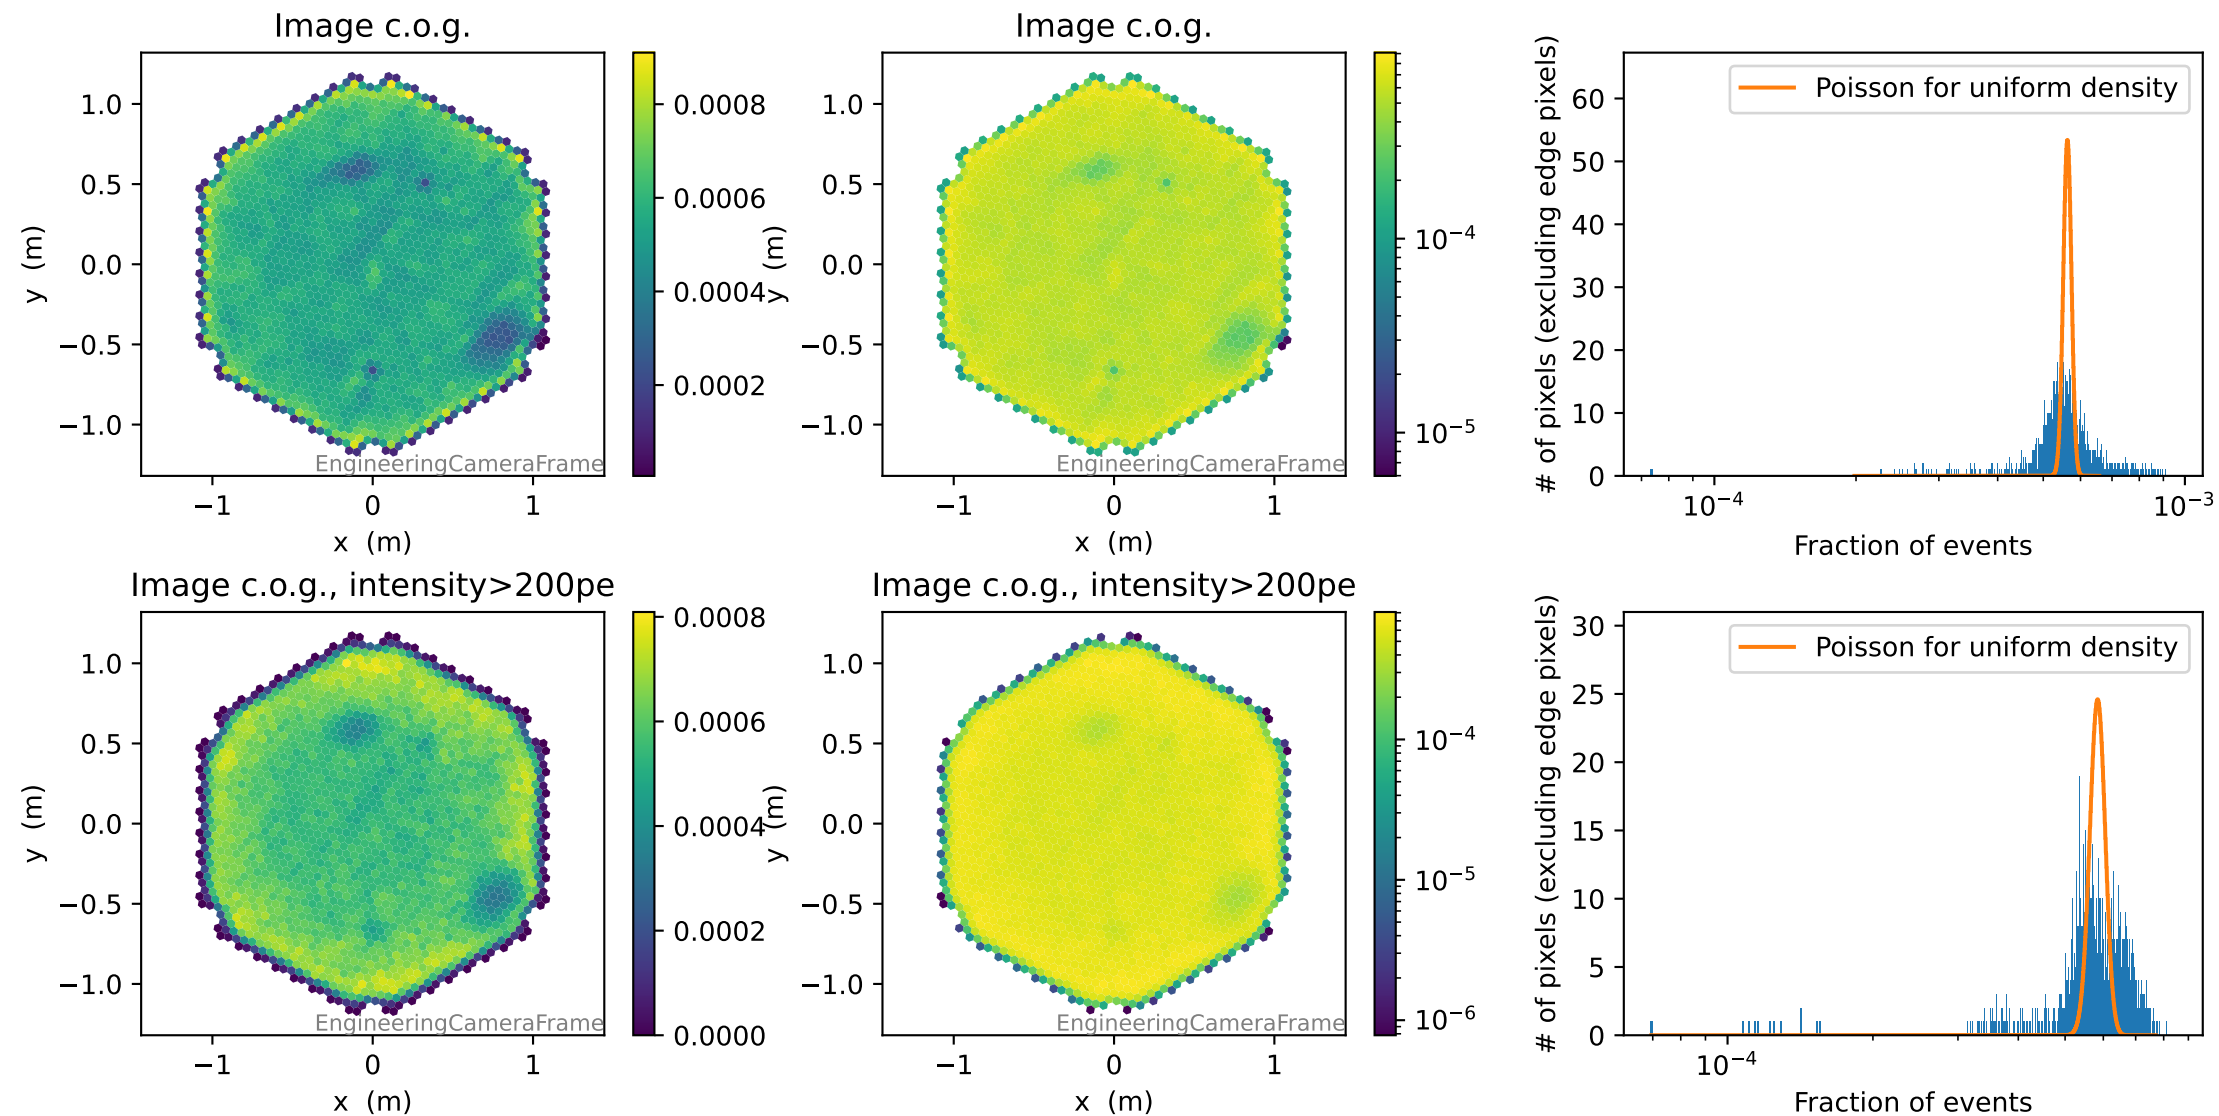 Image c.o.g.
1.0
0.5
0.0
−0.5
−1.0
y (m)
−1
0
1
x (m)
EngineeringCameraFrame
0.0008
0.0006
0.0004
0.0002
Image c.o.g.
1.0
0.5
0.0
−0.5
−1.0
y (m)
−1
0
1
x (m)
EngineeringCameraFrame
10⁻⁴
10⁻⁵
# of pixels (excluding edge pixels)
60
50
40
30
20
10
0
Poisson for uniform density
10⁻⁴
10⁻³
Fraction of events
Image c.o.g., intensity>200pe
1.0
0.5
0.0
−0.5
−1.0
y (m)
−1
0
1
x (m)
EngineeringCameraFrame
0.0008
0.0006
0.0004
0.0002
0.0000
Image c.o.g., intensity>200pe
1.0
0.5
0.0
−0.5
−1.0
y (m)
−1
0
1
x (m)
EngineeringCameraFrame
10⁻⁴
10⁻⁵
10⁻⁶
# of pixels (excluding edge pixels)
30
25
20
15
10
5
0
Poisson for uniform density
10⁻⁴
Fraction of events